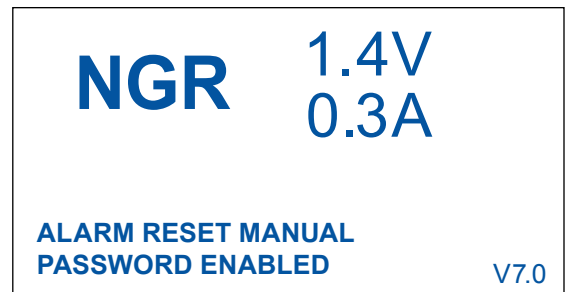 NGR 1.4V
0.3A
ALARM RESET MANUAL
PASSWORD ENABLED
V7.0